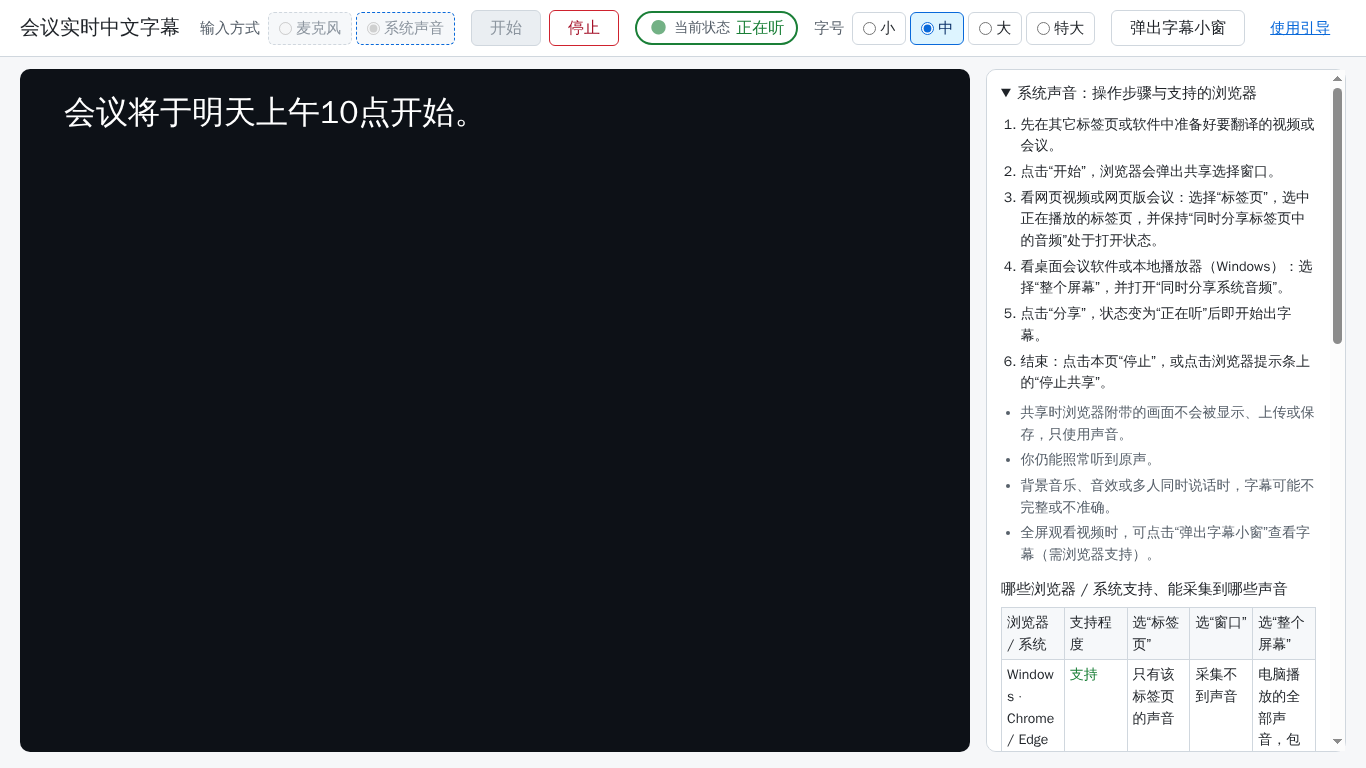 会议实时中文字幕
输入方式
麦克风
系统声音
开始
停止
当前状态 正在听
字号
小
中
大
特大
弹出字幕小窗
使用引导
会议将于明天上午10点开始。
▼ 系统声音：操作步骤与支持的浏览器
1. 先在其它标签页或软件中准备好要翻译的视频或
会议。
2. 点击“开始”，浏览器会弹出共享选择窗口。
3. 看网页视频或网页版会议：选择“标签页”，选中
正在播放的标签页，并保持“同时分享标签页中
的音频”处于打开状态。
4. 看桌面会议软件或本地播放器（Windows）：选
择“整个屏幕”，并打开“同时分享系统音频”。
5. 点击“分享”，状态变为“正在听”后即开始出字
幕。
6. 结束：点击本页“停止”，或点击浏览器提示条上
的“停止共享”。
• 共享时浏览器附带的画面不会被显示、上传或保
存，只使用声音。
• 你仍能照常听到原声。
• 背景音乐、音效或多人同时说话时，字幕可能不
完整或不准确。
• 全屏观看视频时，可点击“弹出字幕小窗”查看字
幕（需浏览器支持）。
哪些浏览器 / 系统支持、能采集到哪些声音
浏览器
/ 系统
支持程
度
选“标签
页”
选“窗口”
选“整个
屏幕”
Window
s ·
Chrome
/ Edge
支持
只有该
标签页
的声音
采集不
到声音
电脑播
放的全
部声
音，包